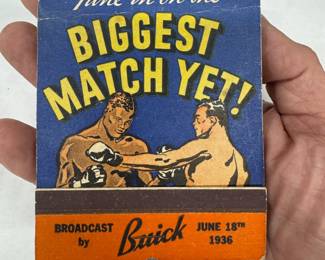 Tune in on the
BIGGEST
MATCH YET!
BROADCAST
by
Buick
JUNE 18TH
1936